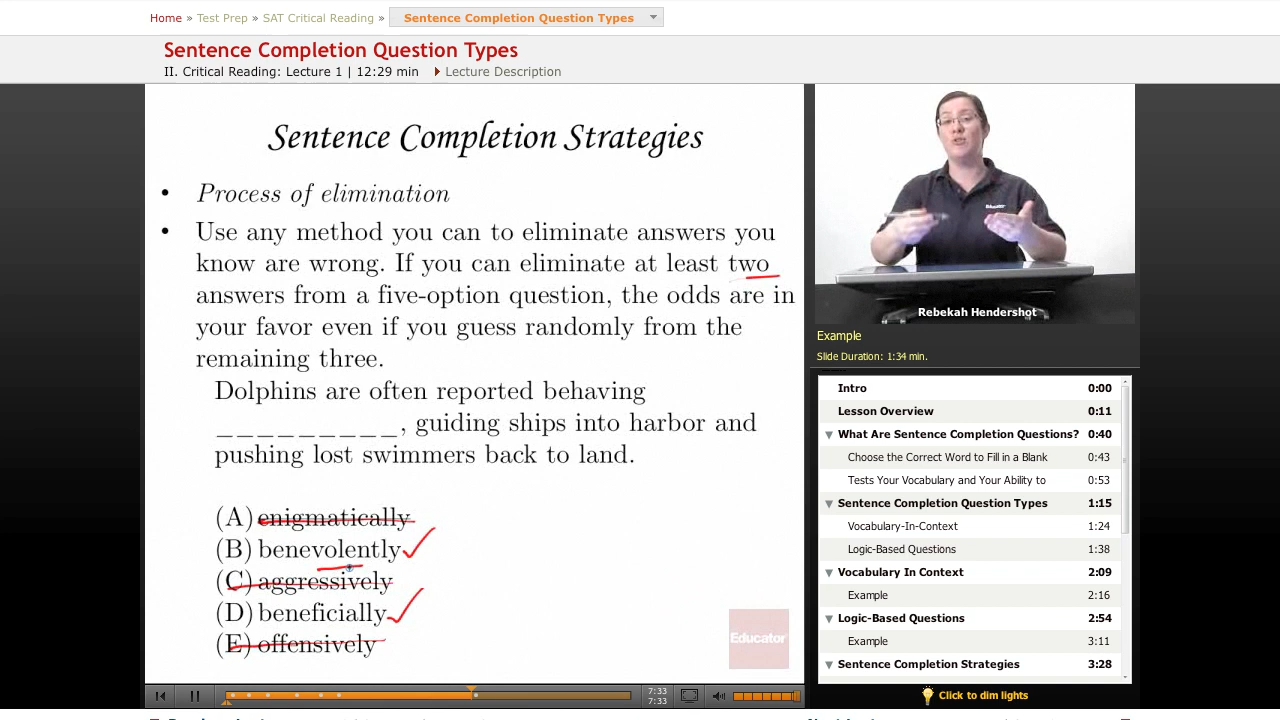 Home » Test Prep » SAT Critical Reading » Sentence Completion Question Types
Sentence Completion Question Types
II. Critical Reading: Lecture 1 | 12:29 min Lecture Description
Sentence Completion Strategies
• Process of elimination
• Use any method you can to eliminate answers you
know are wrong. If you can eliminate at least two
answers from a five-option question, the odds are in
your favor even if you guess randomly from the
remaining three.
Dolphins are often reported behaving
_________, guiding ships into harbor and
pushing lost swimmers back to land.
(A) enigmatically
(B) benevolently
(C) aggressively
(D) beneficially
(E) offensively
Educator
7:33
7:33
Educator
Rebekah Hendershot
Example
Slide Duration: 1:34 min.
Intro 0:00
Lesson Overview 0:11
What Are Sentence Completion Questions? 0:40
Choose the Correct Word to Fill in a Blank 0:43
Tests Your Vocabulary and Your Ability to 0:53
Sentence Completion Question Types 1:15
Vocabulary-In-Context 1:24
Logic-Based Questions 1:38
Vocabulary In Context 2:09
Example 2:16
Logic-Based Questions 2:54
Example 3:11
Sentence Completion Strategies 3:28
Click to dim lights